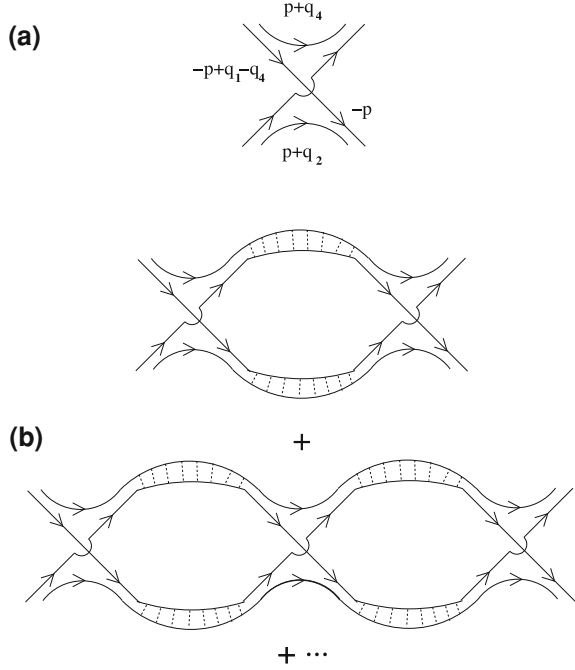 (a)
p+q₄
−p+q₁−q₄
−p
p+q₂
(b)
+
+ ···